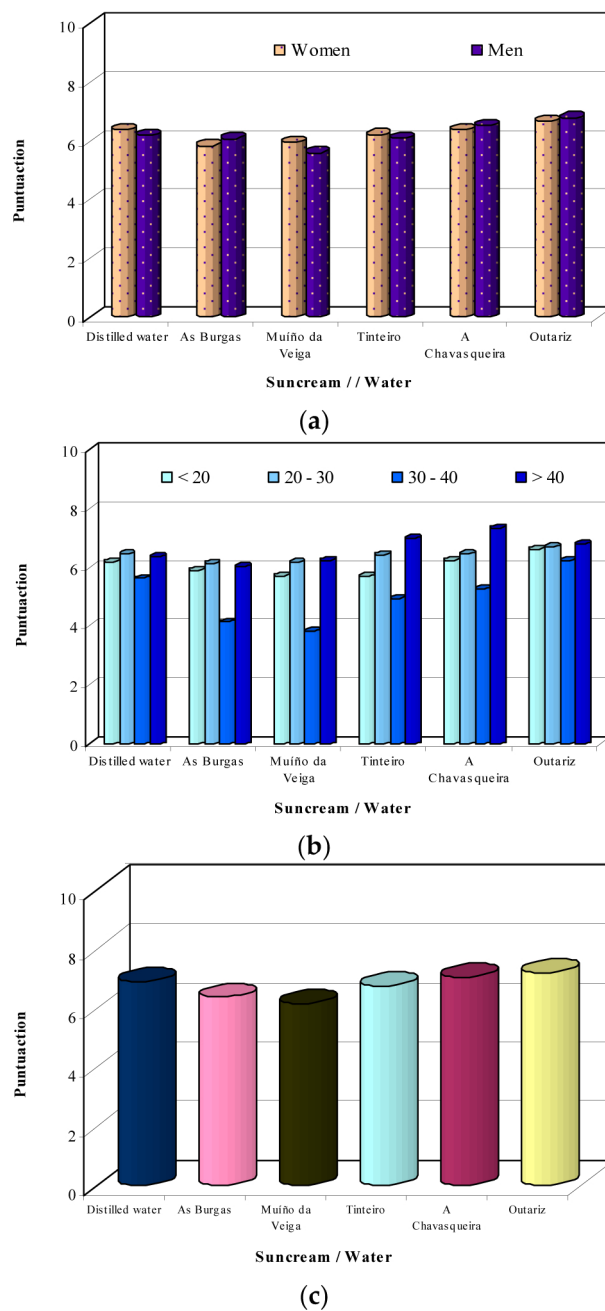 10
8
6
4
2
0
Puntuaction
Women Men
Distilled water As Burgas Muíño da Veiga Tinteiro A Chavasqueira Outariz
Suncream / / Water
(a)
10
8
6
4
2
0
Puntuaction
< 20 20 - 30 30 - 40 > 40
Distilled water As Burgas Muíño da Veiga Tinteiro A Chavasqueira Outariz
Suncream / Water
(b)
10
8
6
4
2
0
Puntuaction
Distilled water As Burgas Muíño da Veiga Tinteiro A Chavasqueira Outariz
Suncream / Water
(c)